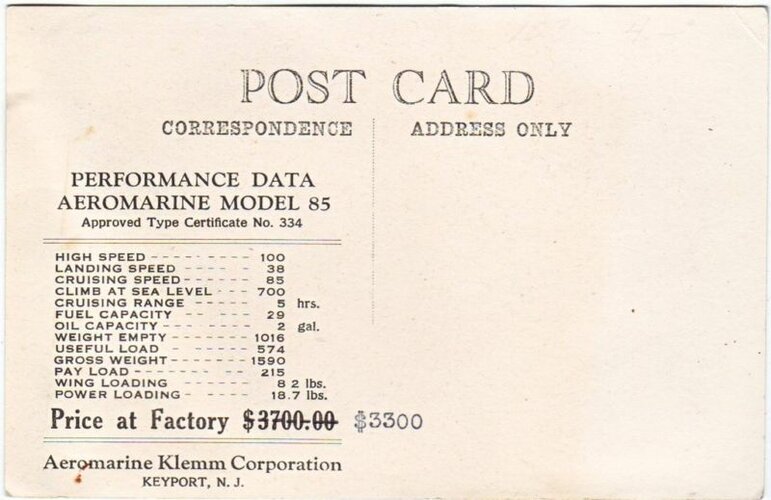 POST CARD
CORRESPONDENCE ADDRESS ONLY
PERFORMANCE DATA
AEROMARINE MODEL 85
Approved Type Certificate No. 334
HIGH SPEED - - - - - - - - - - 100
LANDING SPEED - - - - - - - 38
CRUISING SPEED - - - - - - - 85
CLIMB AT SEA LEVEL - - - 700
CRUISING RANGE - - - - - - 5 hrs.
FUEL CAPACITY - - - - - - - 29
OIL CAPACITY - - - - - - - - 2 gal.
WEIGHT EMPTY - - - - - - - 1016
USEFUL LOAD - - - - - - - - 574
GROSS WEIGHT - - - - - - - 1590
PAY LOAD - - - - - - - - - 215
WING LOADING - - - - - - - 8 2 lbs.
POWER LOADING - - - - - - 18.7 lbs.
Price at Factory $3700.00 $3300
Aeromarine Klemm Corporation
KEYPORT, N. J.